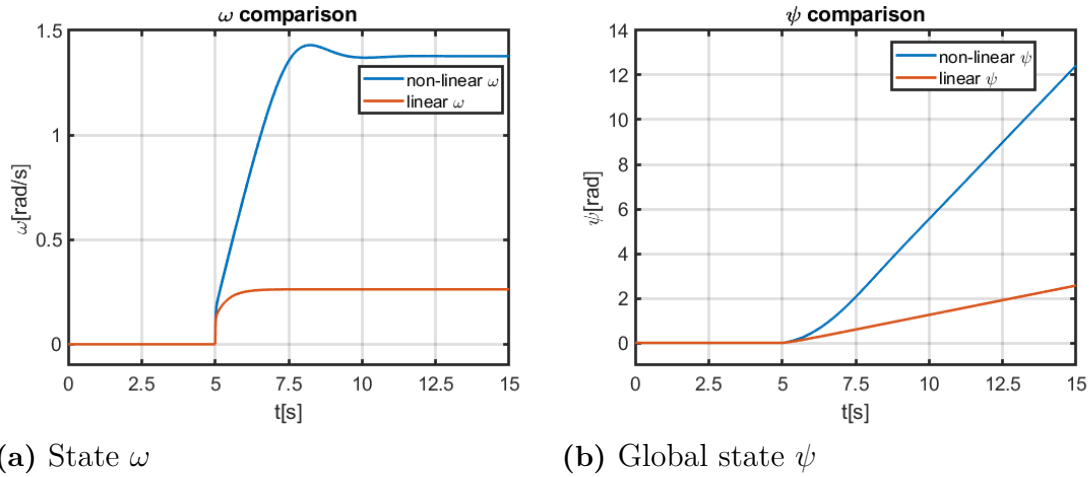 ω comparison
1.5
1
0.5
0
ω[rad/s]
non-linear ω
linear ω
0 2.5 5 7.5 10 12.5 15
t[s]
ψ comparison
14
12
10
8
6
4
2
0
ψ[rad]
non-linear ψ
linear ψ
0 2.5 5 7.5 10 12.5 15
t[s]
(a) State ω
(b) Global state ψ